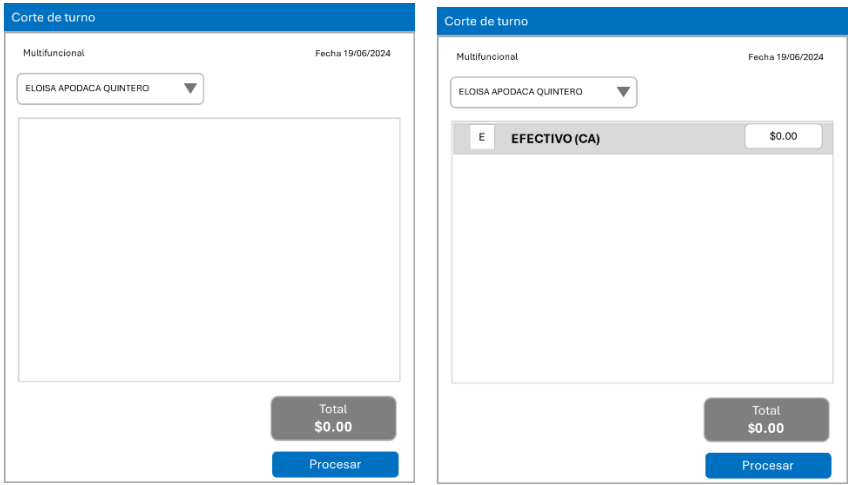 Corte de turno
Multifuncional
Fecha 19/06/2024
ELOISA APODACA QUINTERO
Total
$0.00
Procesar
Corte de turno
Multifuncional
Fecha 19/06/2024
ELOISA APODACA QUINTERO
E
EFECTIVO (CA)
$0.00
Total
$0.00
Procesar